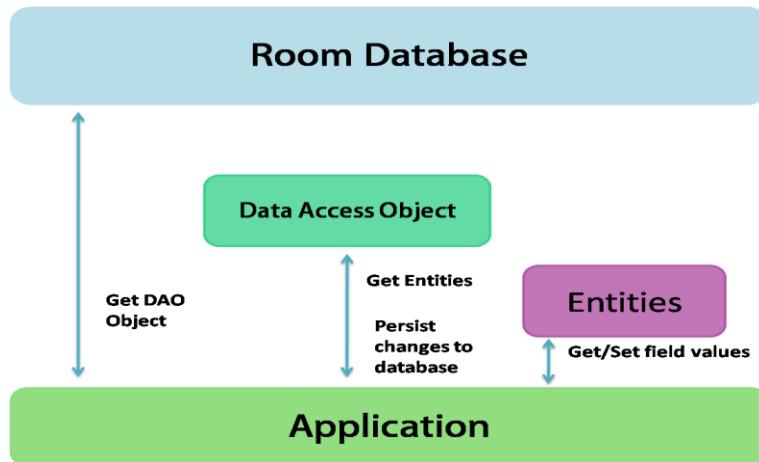 Room Database
Data Access Object
Get Entities
Entities
Get DAO
Object
Persist
changes to
database
Get/Set field values
Application